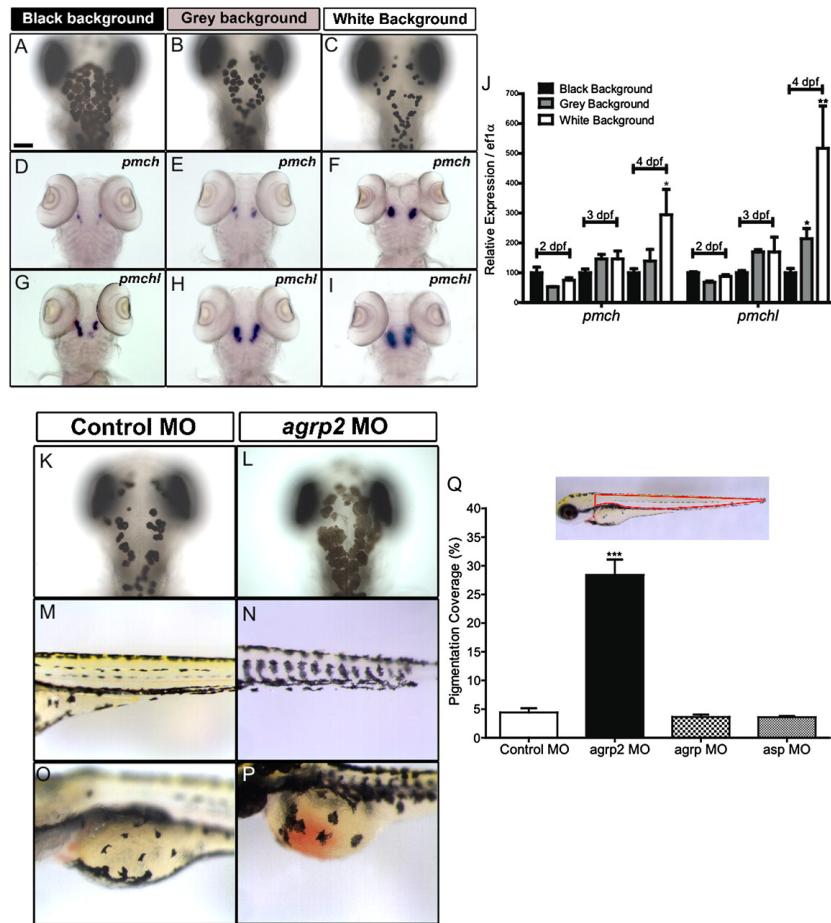 Black background
Grey background
White Background
A
B
C
D
pmch
E
pmch
F
pmch
G
pmchl
H
pmchl
I
pmchl
J
Relative Expression / ef1α
700
600
500
400
300
200
100
0
Black Background
Grey Background
White Background
2 dpf
3 dpf
4 dpf
*
2 dpf
3 dpf
4 dpf
*
**
pmch
pmchl
Control MO
agrp2 MO
K
L
M
N
O
P
Q
Pigmentation Coverage (%)
40
35
30
25
20
15
10
5
0
***
Control MO
agrp2 MO
agrp MO
asp MO